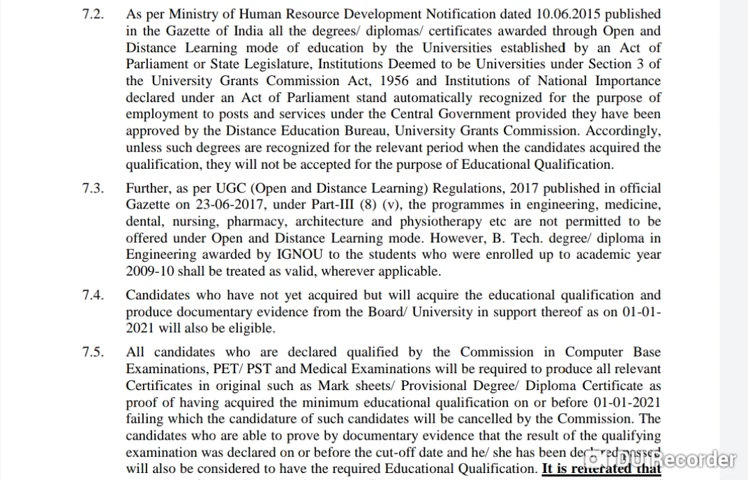 7.2. As per Ministry of Human Resource Development Notification dated 10.06.2015 published
in the Gazette of India all the degrees/ diplomas/ certificates awarded through Open and
Distance Learning mode of education by the Universities established by an Act of
Parliament or State Legislature, Institutions Deemed to be Universities under Section 3 of
the University Grants Commission Act, 1956 and Institutions of National Importance
declared under an Act of Parliament stand automatically recognized for the purpose of
employment to posts and services under the Central Government provided they have been
approved by the Distance Education Bureau, University Grants Commission. Accordingly,
unless such degrees are recognized for the relevant period when the candidates acquired the
qualification, they will not be accepted for the purpose of Educational Qualification.
7.3. Further, as per UGC (Open and Distance Learning) Regulations, 2017 published in official
Gazette on 23-06-2017, under Part-III (8) (v), the programmes in engineering, medicine,
dental, nursing, pharmacy, architecture and physiotherapy etc are not permitted to be
offered under Open and Distance Learning mode. However, B. Tech. degree/ diploma in
Engineering awarded by IGNOU to the students who were enrolled up to academic year
2009-10 shall be treated as valid, wherever applicable.
7.4. Candidates who have not yet acquired but will acquire the educational qualification and
produce documentary evidence from the Board/ University in support thereof as on 01-01-
2021 will also be eligible.
7.5. All candidates who are declared qualified by the Commission in Computer Base
Examinations, PET/ PST and Medical Examinations will be required to produce all relevant
Certificates in original such as Mark sheets/ Provisional Degree/ Diploma Certificate as
proof of having acquired the minimum educational qualification on or before 01-01-2021
failing which the candidature of such candidates will be cancelled by the Commission. The
candidates who are able to prove by documentary evidence that the result of the qualifying
examination was declared on or before the cut-off date and he/ she has been declared passed
will also be considered to have the required Educational Qualification. It is reiterated that
DU Recorder